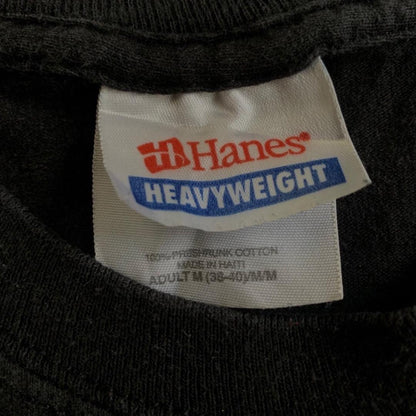 Hanes®
HEAVYWEIGHT
100% PRESHRUNK COTTON
MADE IN HAITI
ADULT M (38-40)/M/M